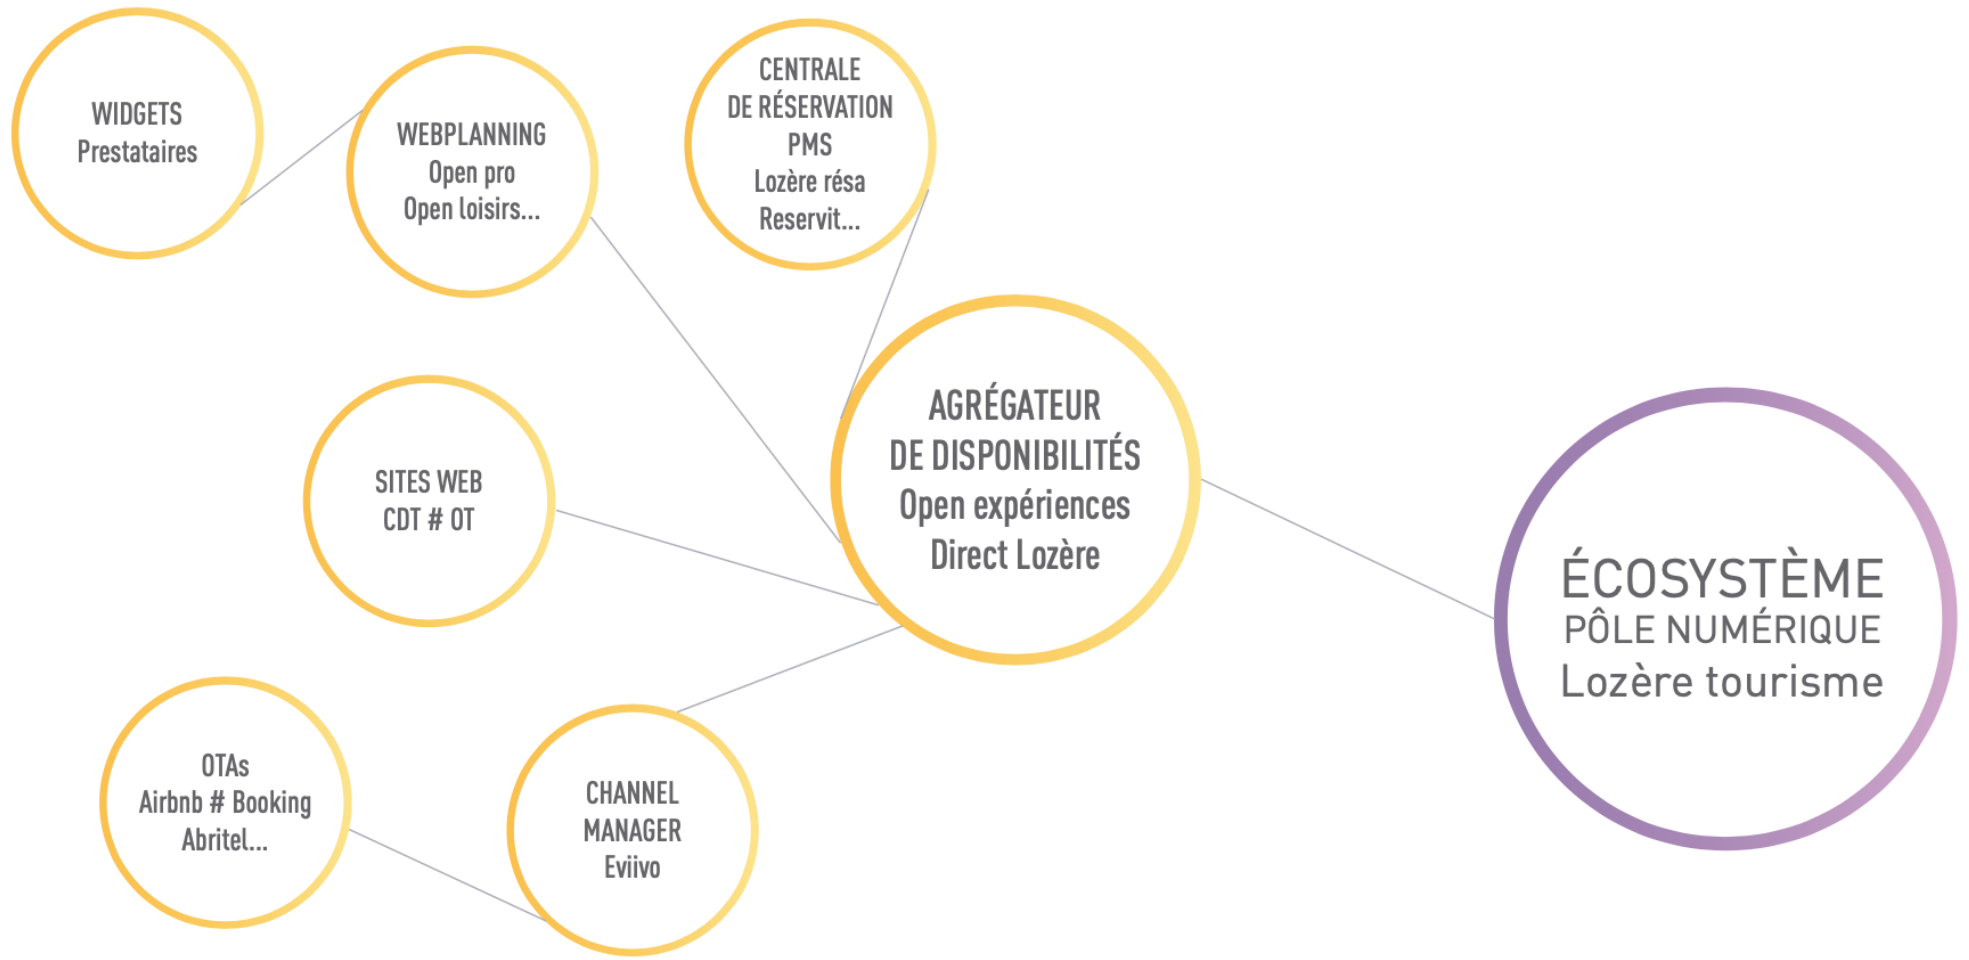 WIDGETS
Prestataires
WEBPLANNING
Open pro
Open loisirs...
CENTRALE
DE RÉSERVATION
PMS
Lozère résa
Reservit...
AGRÉGATEUR
DE DISPONIBILITÉS
Open expériences
Direct Lozère
SITES WEB
CDT # OT
ÉCOSYSTÈME
PÔLE NUMÉRIQUE
Lozère tourisme
OTAs
Airbnb # Booking
Abritel...
CHANNEL
MANAGER
Eviivo